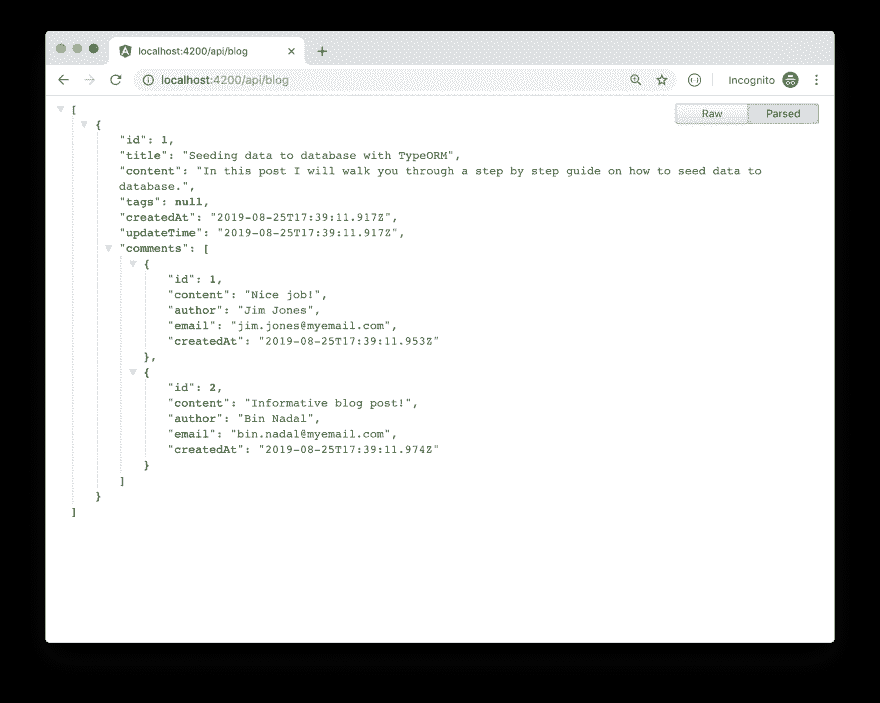 localhost:4200/api/blog
localhost:4200/api/blog
Incognito
Raw
Parsed
[
{
"id": 1,
"title": "Seeding data to database with TypeORM",
"content": "In this post I will walk you through a step by step guide on how to seed data to
database.",
"tags": null,
"createdAt": "2019-08-25T17:39:11.917Z",
"updateTime": "2019-08-25T17:39:11.917Z",
"comments": [
{
"id": 1,
"content": "Nice job!",
"author": "Jim Jones",
"email": "jim.jones@myemail.com",
"createdAt": "2019-08-25T17:39:11.953Z"
},
{
"id": 2,
"content": "Informative blog post!",
"author": "Bin Nadal",
"email": "bin.nadal@myemail.com",
"createdAt": "2019-08-25T17:39:11.974Z"
}
]
}
]